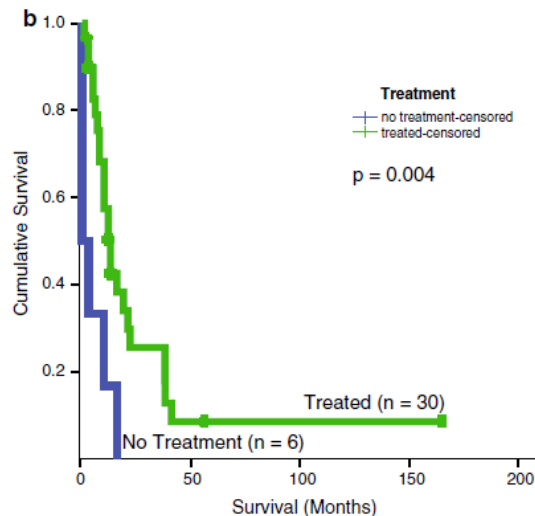 b
1.0
0.8
0.6
0.4
0.2
Cumulative Survival
Treatment
no treatment-censored
treated-censored
p = 0.004
Treated (n = 30)
No Treatment (n = 6)
0 50 100 150 200
Survival (Months)